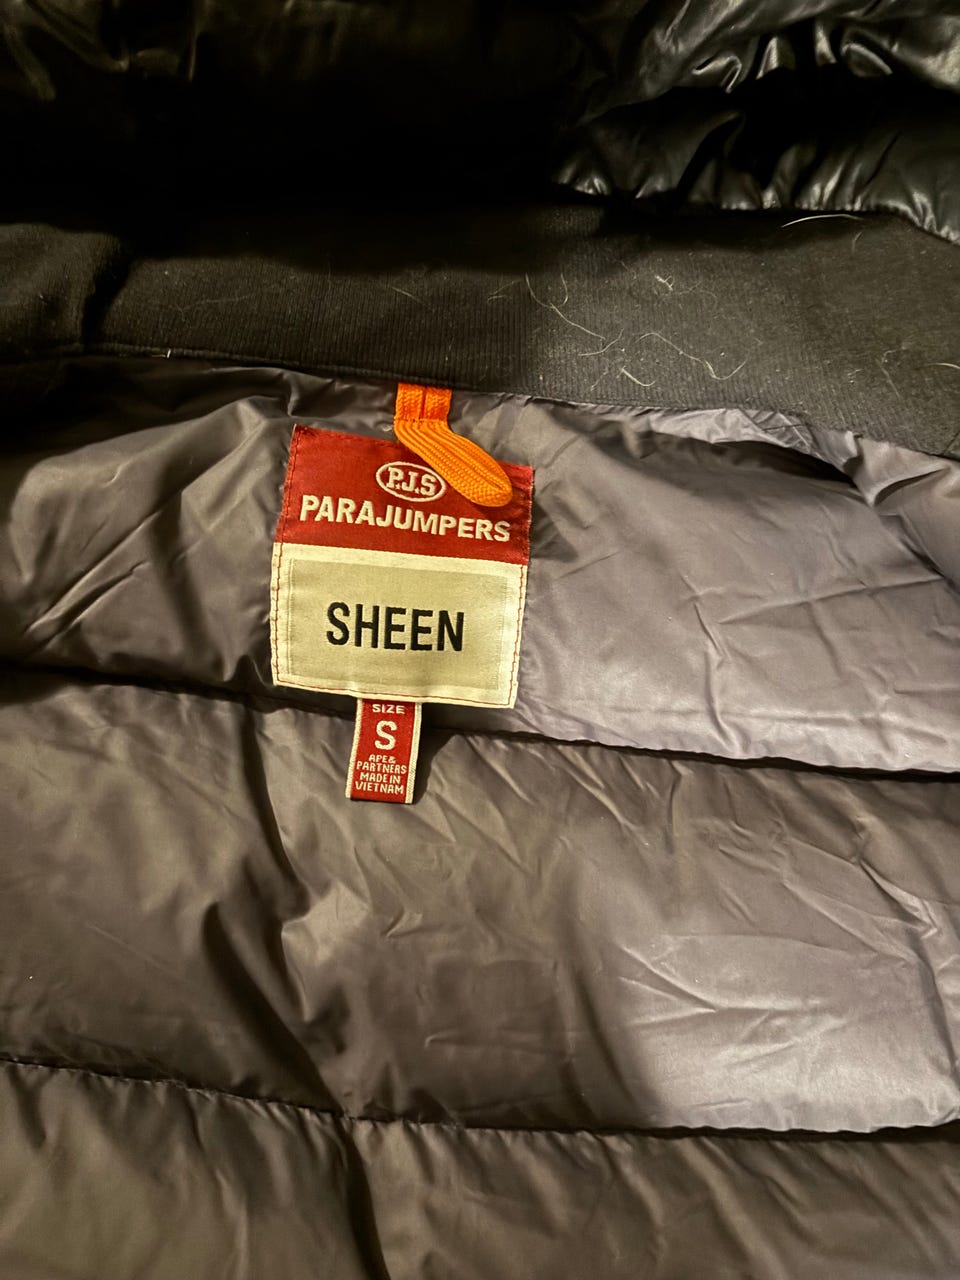 P.J.S
PARAJUMPERS
SHEEN
SIZE
S
APE&
PARTNERS
MADE IN
VIETNAM